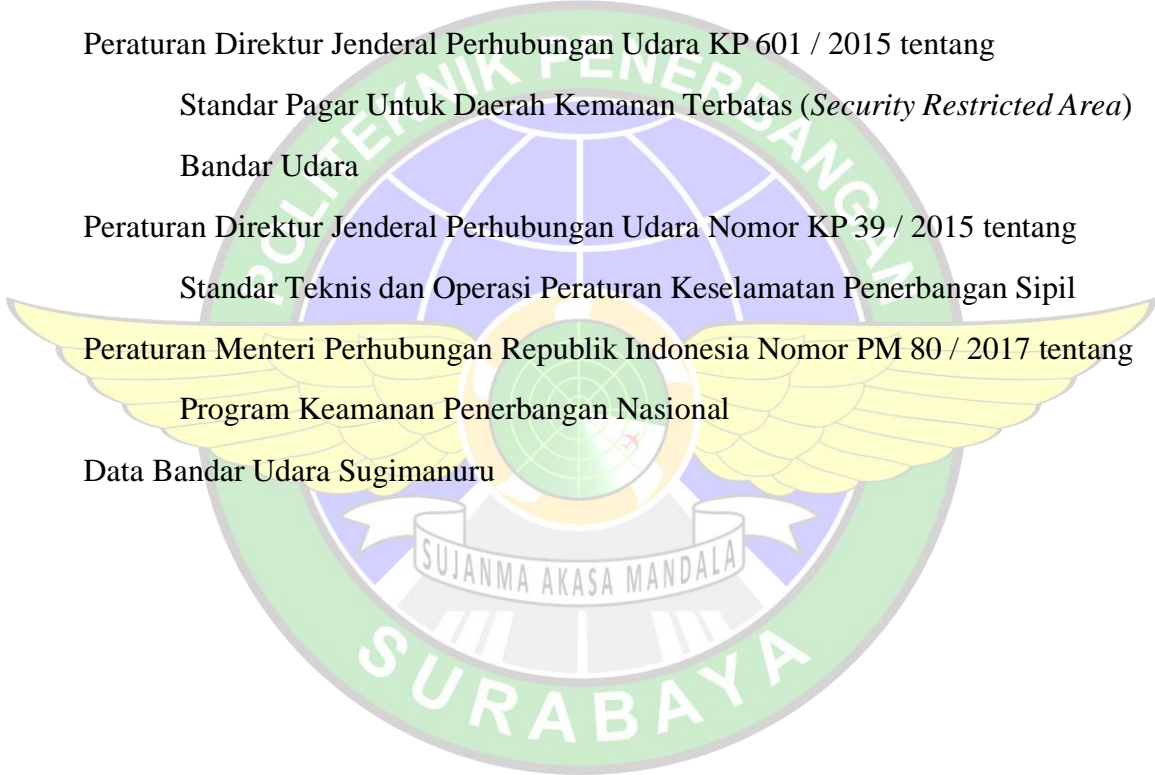 Peraturan Direktur Jenderal Perhubungan Udara KP 601 / 2015 tentang
Standar Pagar Untuk Daerah Kemanan Terbatas (Security Restricted Area)
Bandar Udara
Peraturan Direktur Jenderal Perhubungan Udara Nomor KP 39 / 2015 tentang
Standar Teknis dan Operasi Peraturan Keselamatan Penerbangan Sipil
Peraturan Menteri Perhubungan Republik Indonesia Nomor PM 80 / 2017 tentang
Program Keamanan Penerbangan Nasional
Data Bandar Udara Sugimanuru
POLITEKNIK PENERBANGAN
SUJANMA AKASA MANDALA
SURABAYA